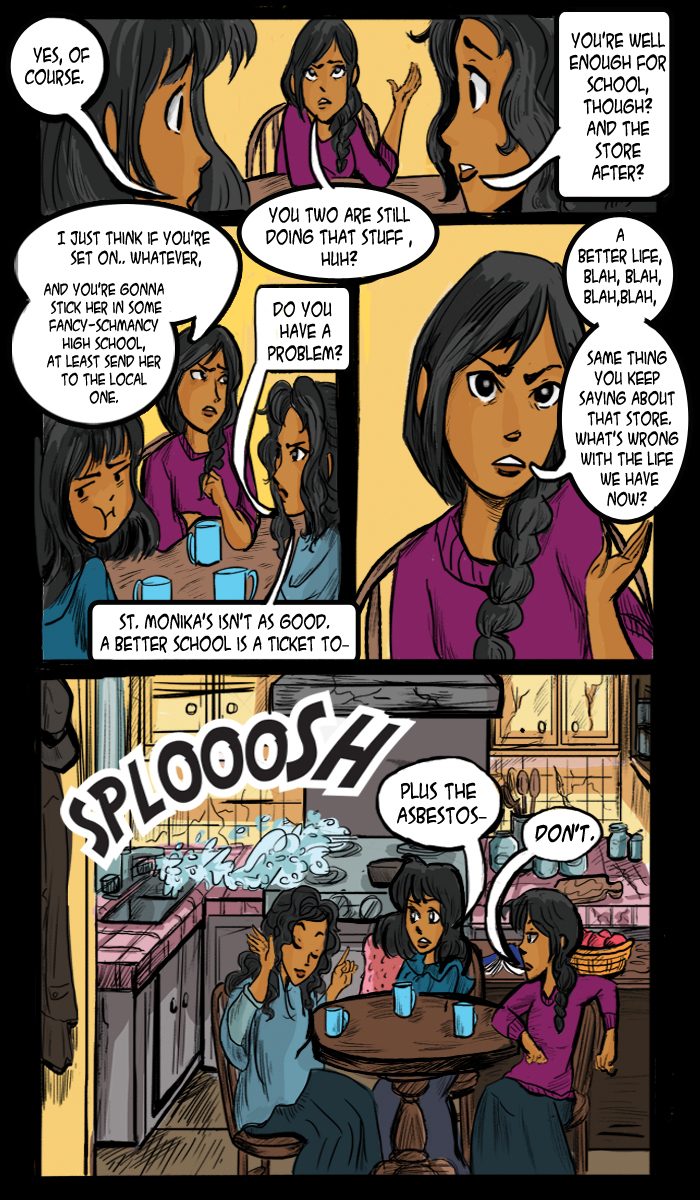 YES, OF
COURSE.
YOU'RE WELL
ENOUGH FOR
SCHOOL,
THOUGH?
AND THE
STORE
AFTER?
YOU TWO ARE STILL
DOING THAT STUFF ,
HUH?
I JUST THINK IF YOU'RE
SET ON.. WHATEVER,
AND YOU'RE GONNA
STICK HER IN SOME
FANCY-SCHMANCY
HIGH SCHOOL,
AT LEAST SEND HER
TO THE LOCAL
ONE.
DO YOU
HAVE A
PROBLEM?
ST. MONIKA'S ISN'T AS GOOD.
A BETTER SCHOOL IS A TICKET TO-
A
BETTER LIFE,
BLAH, BLAH,
BLAH,BLAH,
SAME THING
YOU KEEP
SAYING ABOUT
THAT STORE.
WHAT'S WRONG
WITH THE LIFE
WE HAVE
NOW?
SPLOOOSH
PLUS THE
ASBESTOS-
DON'T.